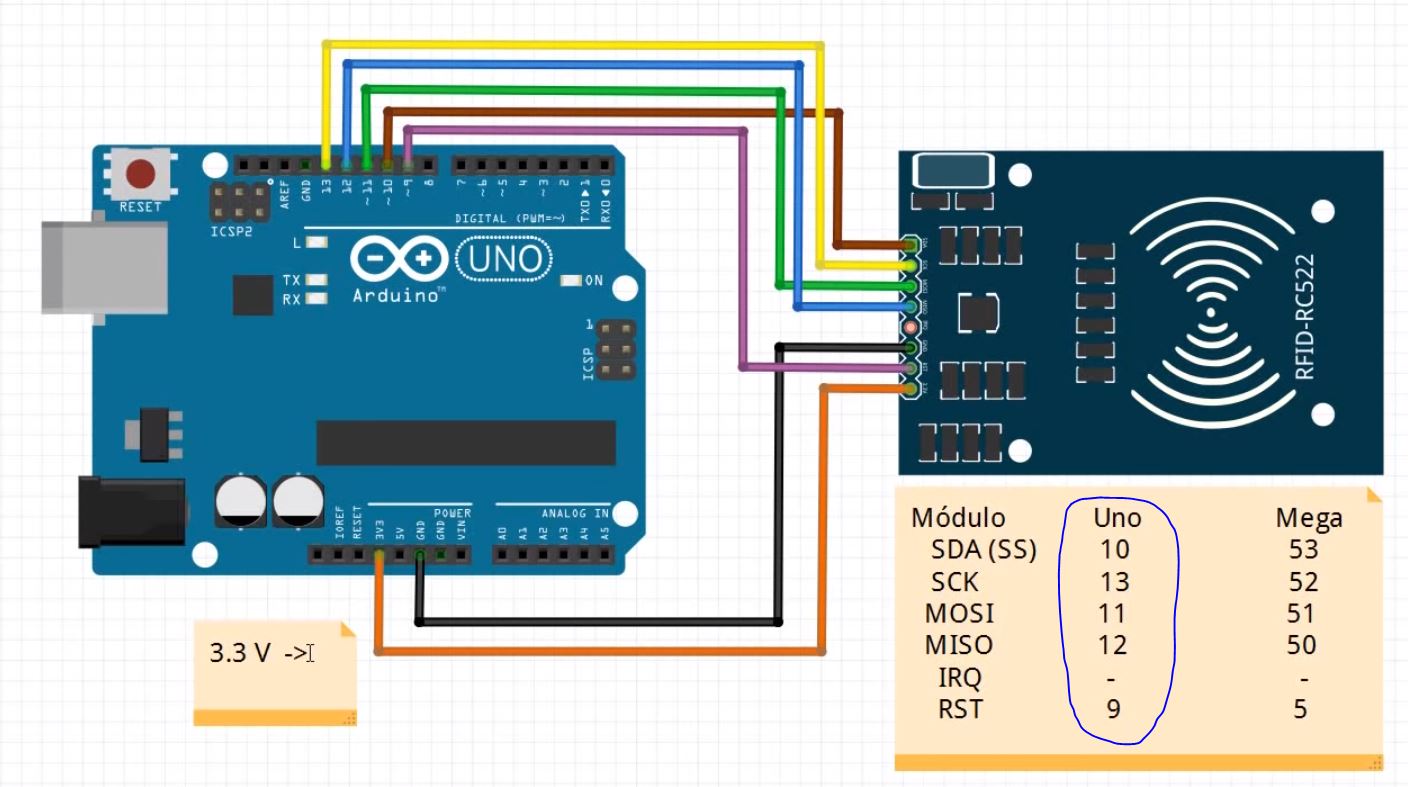 RESET
ICSP2
AREF
GND
13
12
~11
~10
~9
8
7
~6
~5
4
~3
2
TX0 ▶ 1
RX0 ◀ 0
DIGITAL (PWM=~)
L
TX
RX
UNO
Arduino™
ON
1
ICSP
IOREF
RESET
3V3
5V
GND
GND
VIN
POWER
A0
A1
A2
A3
A4
A5
ANALOG IN
RFID-RC522
3.3 V ->
Módulo Uno Mega
SDA (SS) 10 53
SCK 13 52
MOSI 11 51
MISO 12 50
IRQ - -
RST 9 5